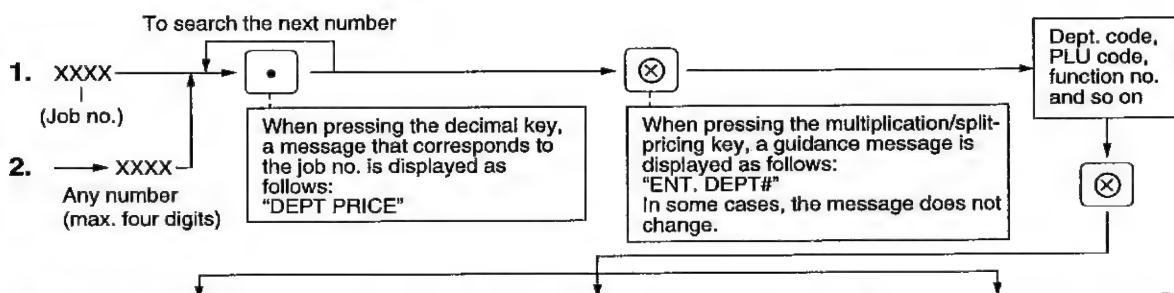 To search the next number
1. XXXX
(Job no.)
2. XXXX
Any number
(max. four digits)
•
When pressing the decimal key,
a message that corresponds to
the job no. is displayed as
follows:
"DEPT PRICE"
⊗
When pressing the multiplication/split-
pricing key, a guidance message is
displayed as follows:
"ENT. DEPT#"
In some cases, the message does not
change.
Dept. code,
PLU code,
function no.
and so on
⊗